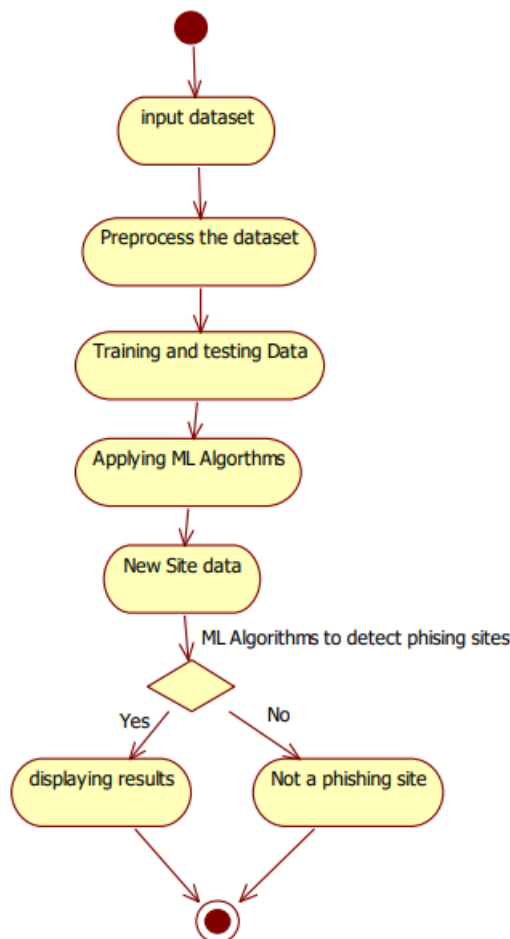 input dataset
Preprocess the dataset
Training and testing Data
Applying ML Algorthms
New Site data
ML Algorithms to detect phising sites
Yes
No
displaying results
Not a phishing site